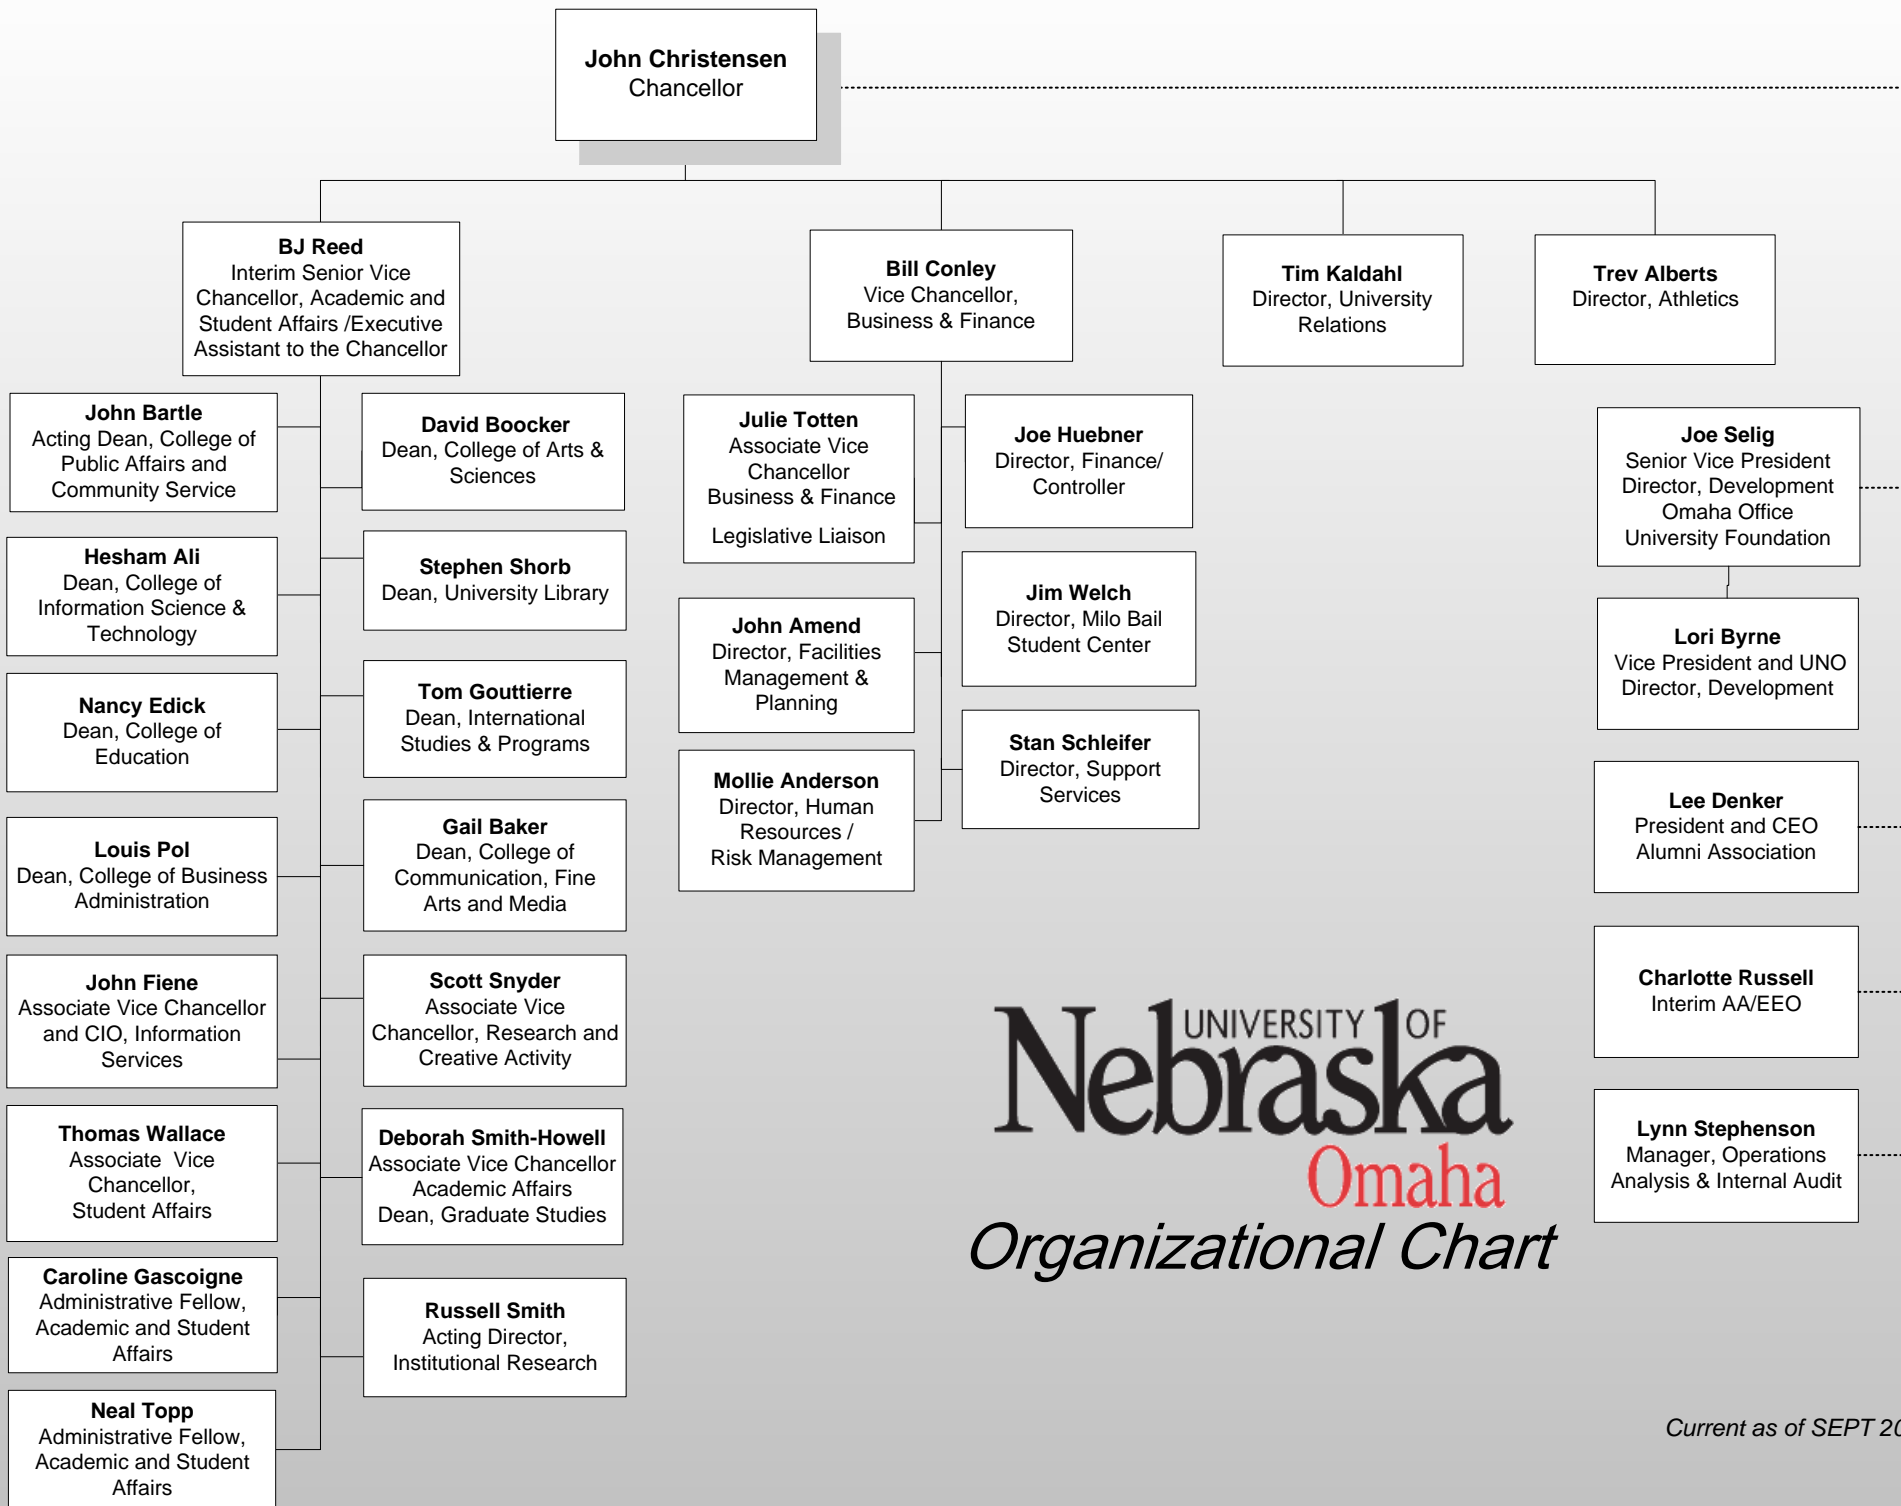 John Christensen
Chancellor
BJ Reed
Interim Senior Vice
Chancellor, Academic and
Student Affairs /Executive
Assistant to the Chancellor
Bill Conley
Vice Chancellor,
Business & Finance
Tim Kaldahl
Director, University
Relations
Trev Alberts
Director, Athletics
John Bartle
Acting Dean, College of
Public Affairs and
Community Service
David Boocker
Dean, College of Arts &
Sciences
Hesham Ali
Dean, College of
Information Science &
Technology
Stephen Shorb
Dean, University Library
Nancy Edick
Dean, College of
Education
Tom Gouttierre
Dean, International
Studies & Programs
Louis Pol
Dean, College of Business
Administration
Gail Baker
Dean, College of
Communication, Fine
Arts and Media
John Fiene
Associate Vice Chancellor
and CIO, Information
Services
Scott Snyder
Associate Vice
Chancellor, Research and
Creative Activity
Thomas Wallace
Associate Vice
Chancellor,
Student Affairs
Deborah Smith-Howell
Associate Vice Chancellor
Academic Affairs
Dean, Graduate Studies
Caroline Gascoigne
Administrative Fellow,
Academic and Student
Affairs
Russell Smith
Acting Director,
Institutional Research
Neal Topp
Administrative Fellow,
Academic and Student
Affairs
Julie Totten
Associate Vice
Chancellor
Business & Finance
Legislative Liaison
Joe Huebner
Director, Finance/
Controller
John Amend
Director, Facilities
Management &
Planning
Jim Welch
Director, Milo Bail
Student Center
Mollie Anderson
Director, Human
Resources /
Risk Management
Stan Schleifer
Director, Support
Services
Joe Selig
Senior Vice President
Director, Development
Omaha Office
University Foundation
Lori Byrne
Vice President and UNO
Director, Development
Lee Denker
President and CEO
Alumni Association
Charlotte Russell
Interim AA/EEO
Lynn Stephenson
Manager, Operations
Analysis & Internal Audit
UNIVERSITY OF
Nebraska
Omaha
Organizational Chart
Current as of SEPT 20